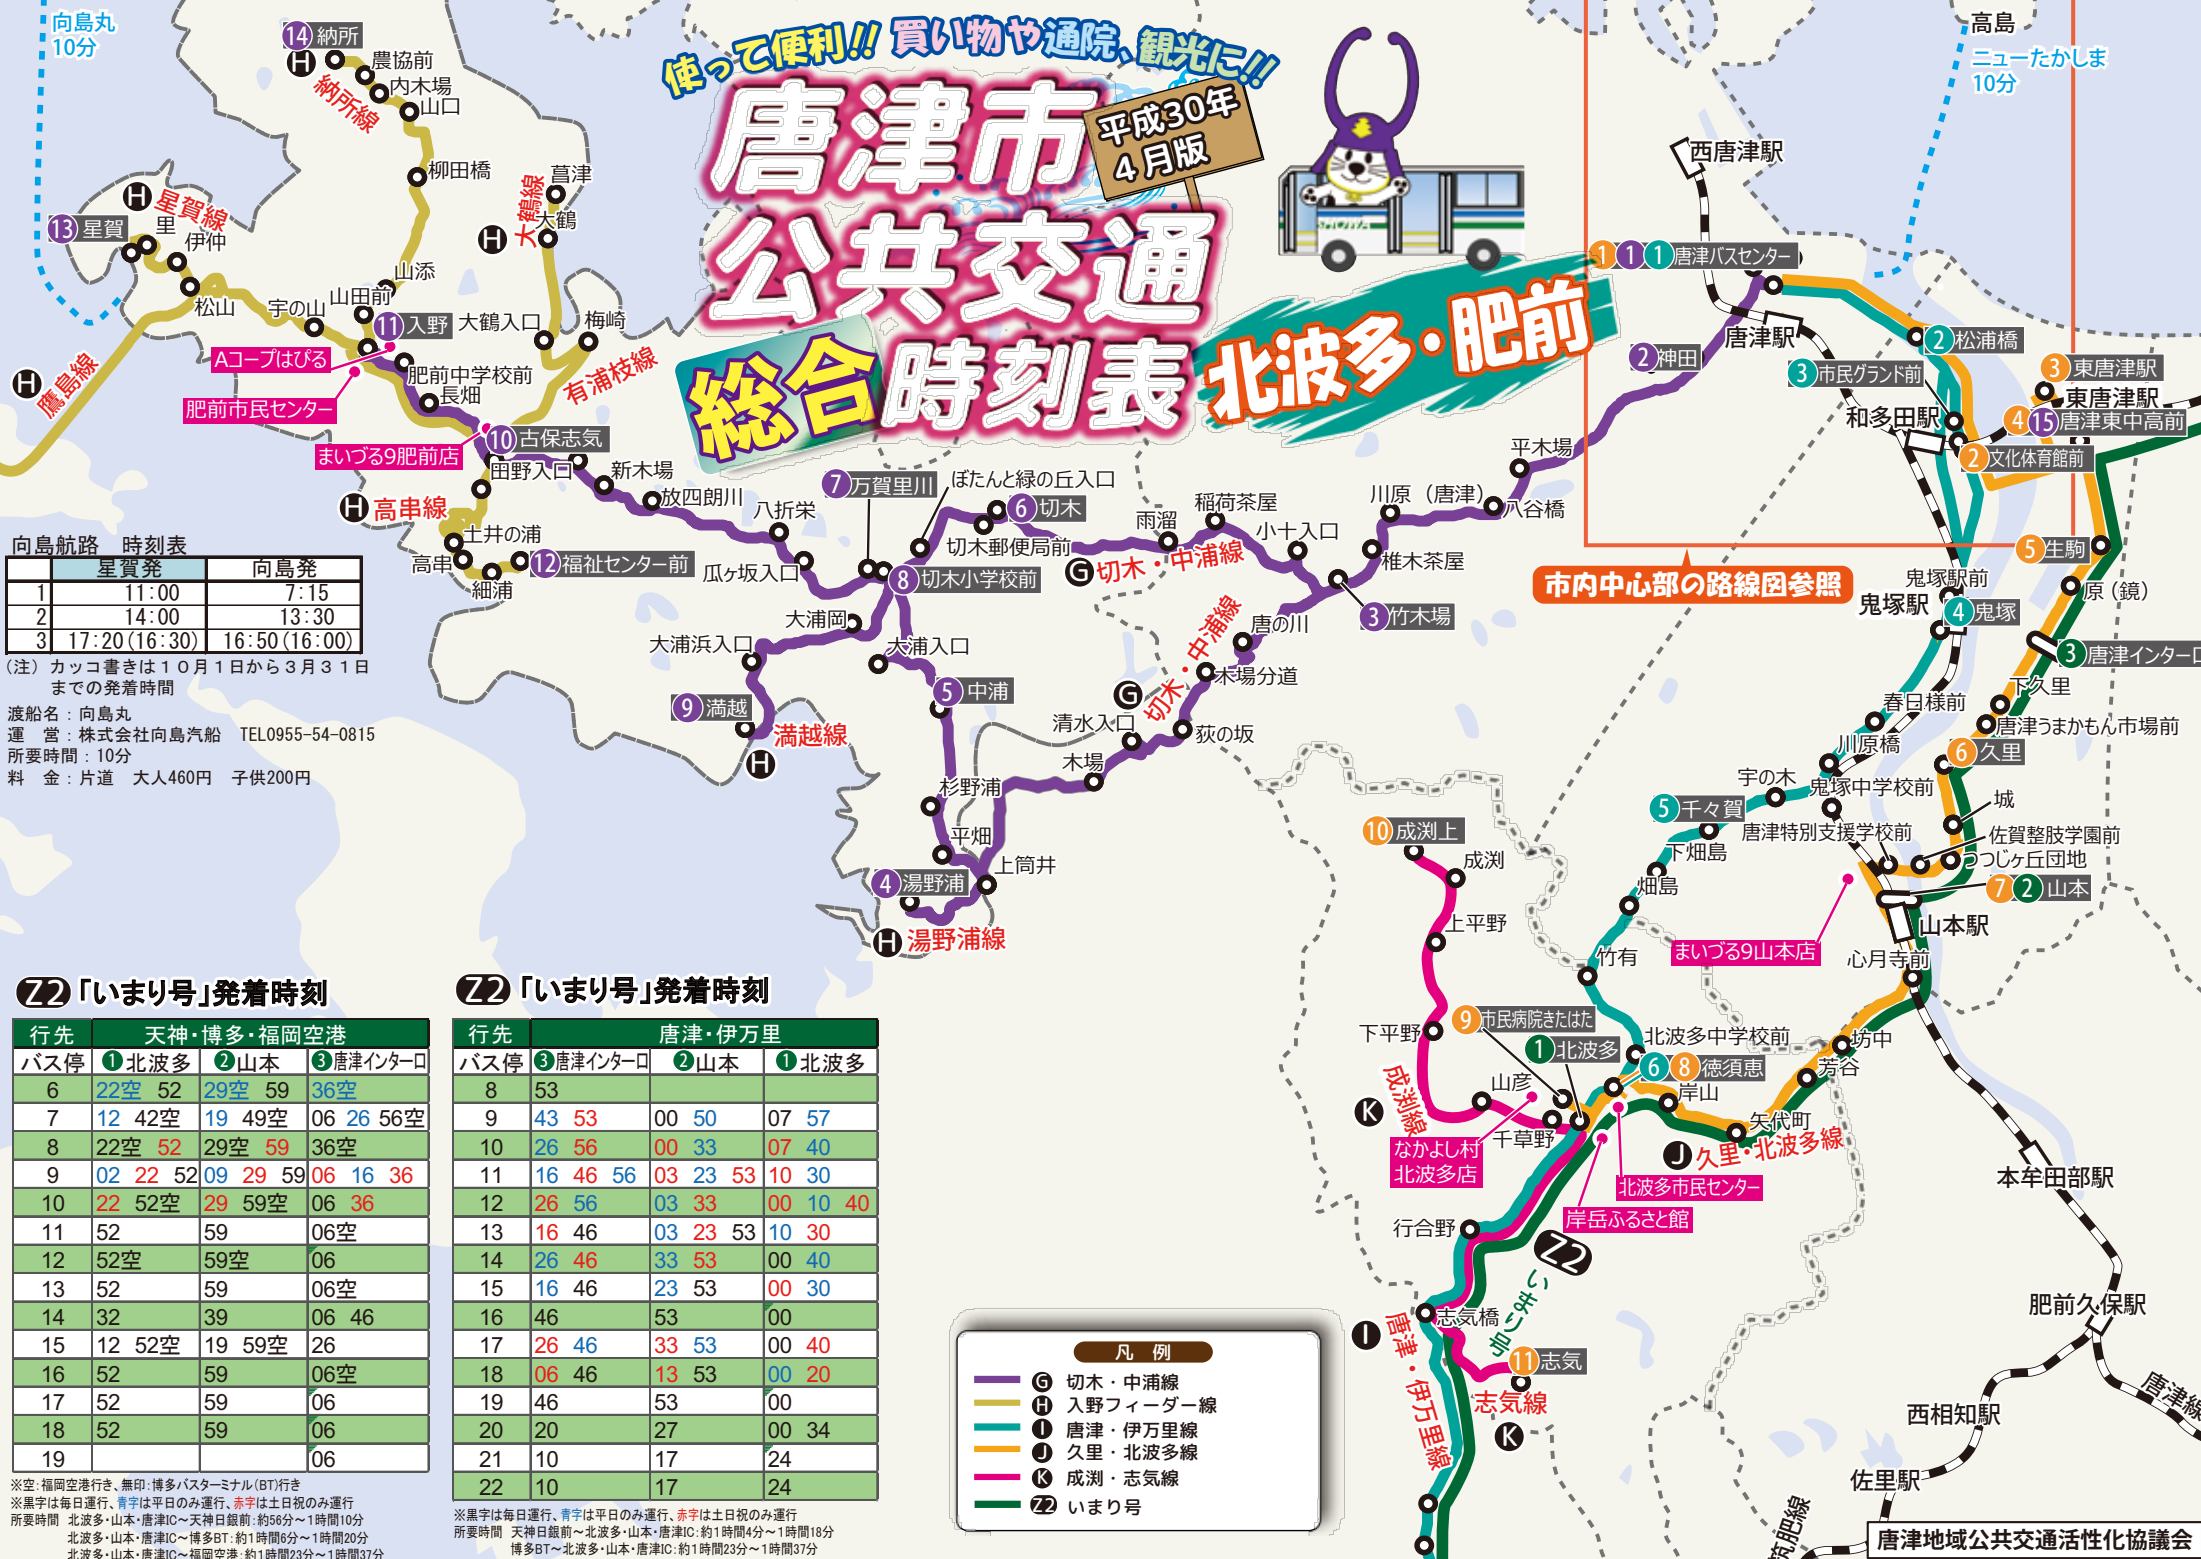 向島丸
10分
14 納所
H
農協前
内木場
山口
納所線
柳田橋
H
星賀線
13 星賀
里
伊仲
松山
菖津
大鶴線
大鶴
H
山添
山田前
宇の山
11 入野
大鶴入口
梅崎
Aコープはぴる
肥前中学校前
長畑
肥前市民センター
有浦枝線
H
鷹島線
まいづる9肥前店
10 古保志気
田野入口
新木場
放四朗川
H 高串線
土井の浦
高串
細浦
12 福祉センター前
使って便利!! 買い物や通院、観光に!!
唐津市
公共交通
総合時刻表
平成30年
4月版
SHOWA
北波多・肥前
高島
ニューたかしま
10分
西唐津駅
1 1 1 唐津バスセンター
唐津駅
2 松浦橋
2 神田
3 市民グランド前
3 東唐津駅
東唐津駅
和多田駅
4 15 唐津東中高前
2 文化体育館前
5 生駒
市内中心部の路線図参照
鬼塚駅前
鬼塚駅
4 鬼塚
原（鏡）
3 唐津インター口
下久里
唐津うまかもん市場前
春日様前
川原橋
6 久里
宇の木
鬼塚中学校前
城
5 千々賀
唐津特別支援学校前
佐賀整肢学園前
つつじヶ丘団地
下畑島
畑島
7 2 山本
山本駅
まいづる9山本店
心月寺前
竹有
平木場
八谷橋
川原（唐津）
椎木茶屋
小十入口
稲荷茶屋
雨溜
G 切木・中浦線
3 竹木場
唐の川
木場分道
切木・中浦線
G
荻の坂
清水入口
木場
7 万賀里川
ぼたんと緑の丘入口
6 切木
切木郵便局前
八折栄
瓜ヶ坂入口
8 切木小学校前
大浦岡
大浦浜入口
大浦入口
9 満越
満越線
H
5 中浦
杉野浦
平畑
上筒井
4 湯野浦
H 湯野浦線
10 成渕上
成渕
上平野
下平野
9 市民病院きたはた
1 北波多
北波多中学校前
6 8 徳須恵
坊中
芳谷
岸山
矢代町
J 久里・北波多線
山彦
千草野
K
成渕線
なかよし村
北波多店
北波多市民センター
岸岳ふるさと館
行合野
Z2
いまり号
志気橋
I
唐津・伊万里線
11 志気
志気線
K
本牟田部駅
肥前久保駅
西相知駅
唐津線
佐里駅
筑肥線
向島航路　時刻表
星賀発 向島発
1 11:00 7:15
2 14:00 13:30
3 17:20(16:30) 16:50(16:00)
（注）カッコ書きは１０月１日から３月３１日
までの発着時間
渡船名：向島丸
運　営：株式会社向島汽船　TEL0955-54-0815
所要時間：10分
料　金：片道　大人460円　子供200円
Z2「いまり号」発着時刻
行先 天神・博多・福岡空港
バス停 1北波多 2山本 3唐津インター口
6 22空 52 29空 59 36空
7 12 42空 19 49空 06 26 56空
8 22空 52 29空 59 36空
9 02 22 52 09 29 59 06 16 36
10 22 52空 29 59空 06 36
11 52 59 06空
12 52空 59空 06
13 52 59 06空
14 32 39 06 46
15 12 52空 19 59空 26
16 52 59 06空
17 52 59 06
18 52 59 06
19 06
※空：福岡空港行き、無印：博多バスターミナル(BT)行き
※黒字は毎日運行、青字は平日のみ運行、赤字は土日祝のみ運行
所要時間 北波多・山本・唐津IC～天神日銀前：約56分～1時間10分
北波多・山本・唐津IC～博多BT：約1時間6分～1時間20分
北波多・山本・唐津IC～福岡空港：約1時間23分～1時間37分
Z2「いまり号」発着時刻
行先 唐津・伊万里
バス停 3唐津インター口 2山本 1北波多
8 53
9 43 53 00 50 07 57
10 26 56 00 33 07 40
11 16 46 56 03 23 53 10 30
12 26 56 03 33 00 10 40
13 16 46 03 23 53 10 30
14 26 46 33 53 00 40
15 16 46 23 53 00 30
16 46 53 00
17 26 46 33 53 00 40
18 06 46 13 53 00 20
19 46 53 00
20 20 27 00 34
21 10 17 24
22 10 17 24
※黒字は毎日運行、青字は平日のみ運行、赤字は土日祝のみ運行
所要時間 天神日銀前～北波多・山本・唐津IC：約1時間4分～1時間18分
博多BT～北波多・山本・唐津IC：約1時間23分～1時間37分
凡　例
G 切木・中浦線
H 入野フィーダー線
I 唐津・伊万里線
J 久里・北波多線
K 成渕・志気線
Z2 いまり号
唐津地域公共交通活性化協議会